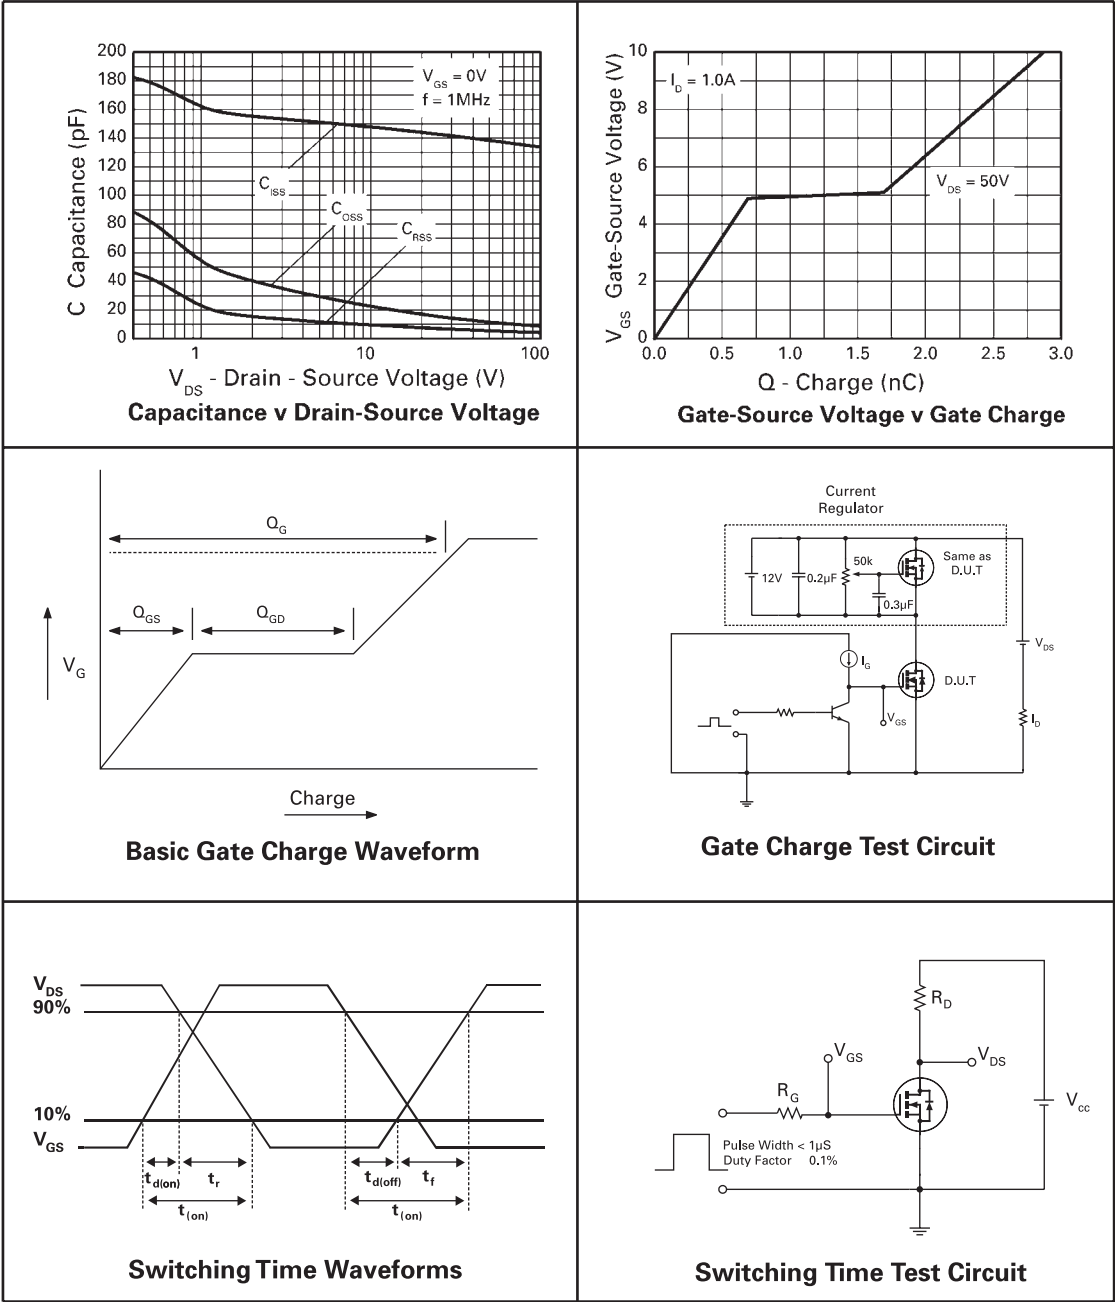 200
180
160
140
120
100
80
60
40
20
0
C Capacitance (pF)
VGS = 0V
f = 1MHz
CISS
COSS
CRSS
1 10 100
VDS - Drain - Source Voltage (V)
Capacitance v Drain-Source Voltage
10
8
6
4
2
0
VGS Gate-Source Voltage (V)
ID = 1.0A
VDS = 50V
0.0 0.5 1.0 1.5 2.0 2.5 3.0
Q - Charge (nC)
Gate-Source Voltage v Gate Charge
QG
QGS QGD
VG
Charge
Basic Gate Charge Waveform
Current
Regulator
12V
0.2µF
50k
0.3µF
Same as
D.U.T
VDS
IG
D.U.T
VGS
ID
Gate Charge Test Circuit
VDS
90%
10%
VGS
td(on) tr td(off) tf
t(on) t(on)
Switching Time Waveforms
RD
VGS
VDS
RG
Vcc
Pulse Width < 1µS
Duty Factor 0.1%
Switching Time Test Circuit